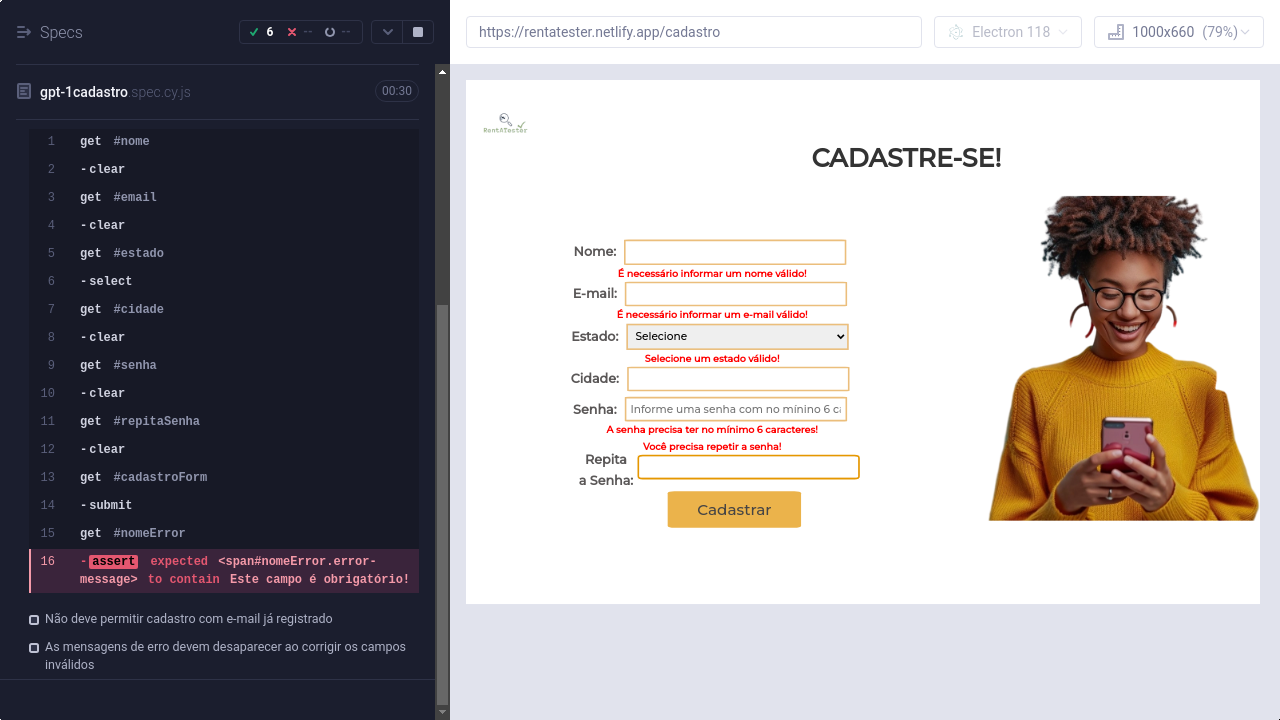 Specs
6
--
--
gpt-1cadastro.spec.cy.js
00:30
1 get #nome
2 -clear
3 get #email
4 -clear
5 get #estado
6 -select
7 get #cidade
8 -clear
9 get #senha
10 -clear
11 get #repitaSenha
12 -clear
13 get #cadastroForm
14 -submit
15 get #nomeError
16 -assert expected <span#nomeError.error-
message> to contain Este campo é obrigatório!
Não deve permitir cadastro com e-mail já registrado
As mensagens de erro devem desaparecer ao corrigir os campos
inválidos
https://rentatester.netlify.app/cadastro
Electron 118
1000x660 (79%)
RentATester
CADASTRE-SE!
Nome:
É necessário informar um nome válido!
E-mail:
É necessário informar um e-mail válido!
Estado: Selecione
Selecione um estado válido!
Cidade:
Senha: Informe uma senha com no mínino 6 ca
A senha precisa ter no mínimo 6 caracteres!
Você precisa repetir a senha!
Repita
a Senha:
Cadastrar